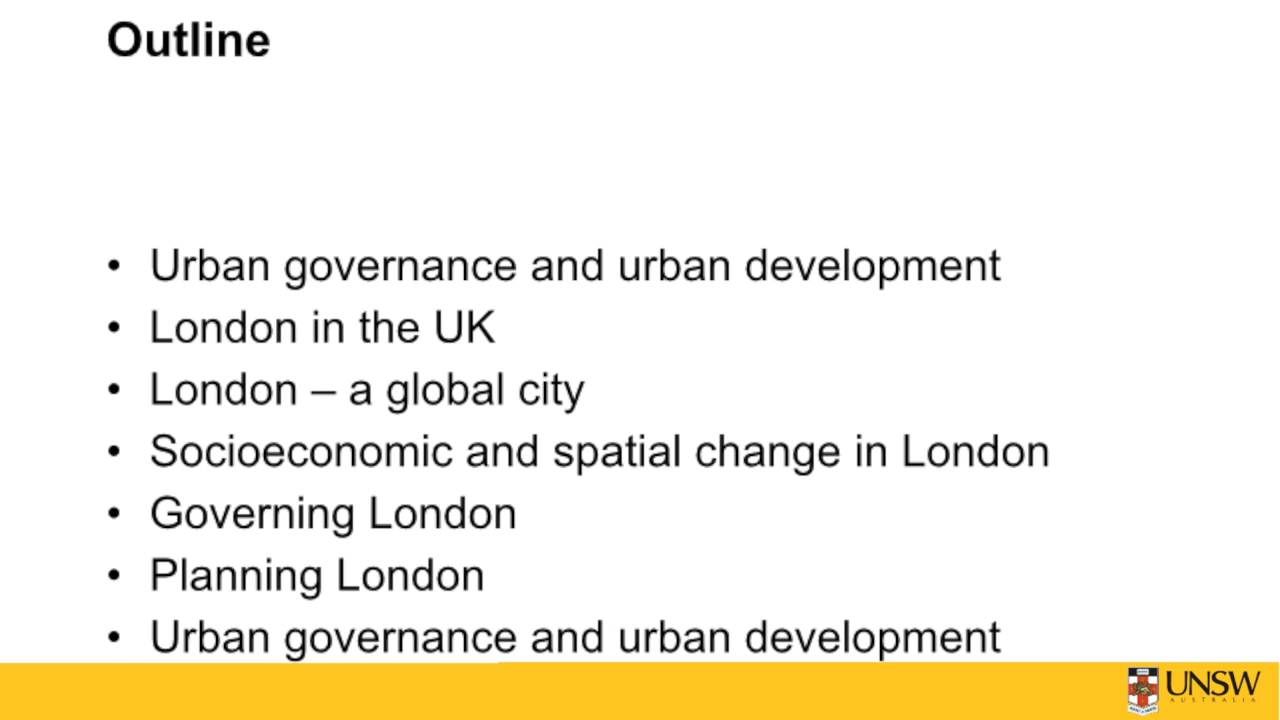 Outline
• Urban governance and urban development
• London in the UK
• London – a global city
• Socioeconomic and spatial change in London
• Governing London
• Planning London
• Urban governance and urban development
UNSW
AUSTRALIA